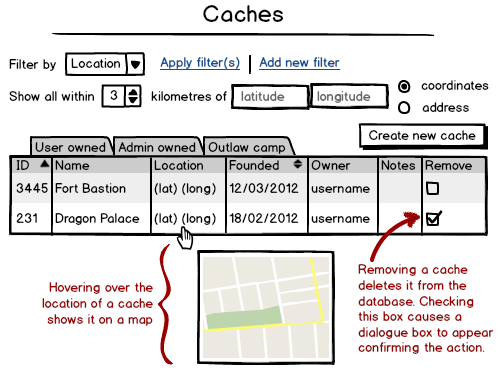 Caches
Filter by Location Apply filter(s) Add new filter
Show all within 3 kilometres of latitude longitude coordinates
address
Create new cache
User owned Admin owned Outlaw camp
ID Name Location Founded Owner Notes Remove
3445 Fort Bastion (lat) (long) 12/03/2012 username
231 Dragon Palace (lat) (long) 18/02/2012 username
Hovering over the
location of a cache
shows it on a map
Removing a cache
deletes it from the
database. Checking
this box causes a
dialogue box to appear
confirming the action.